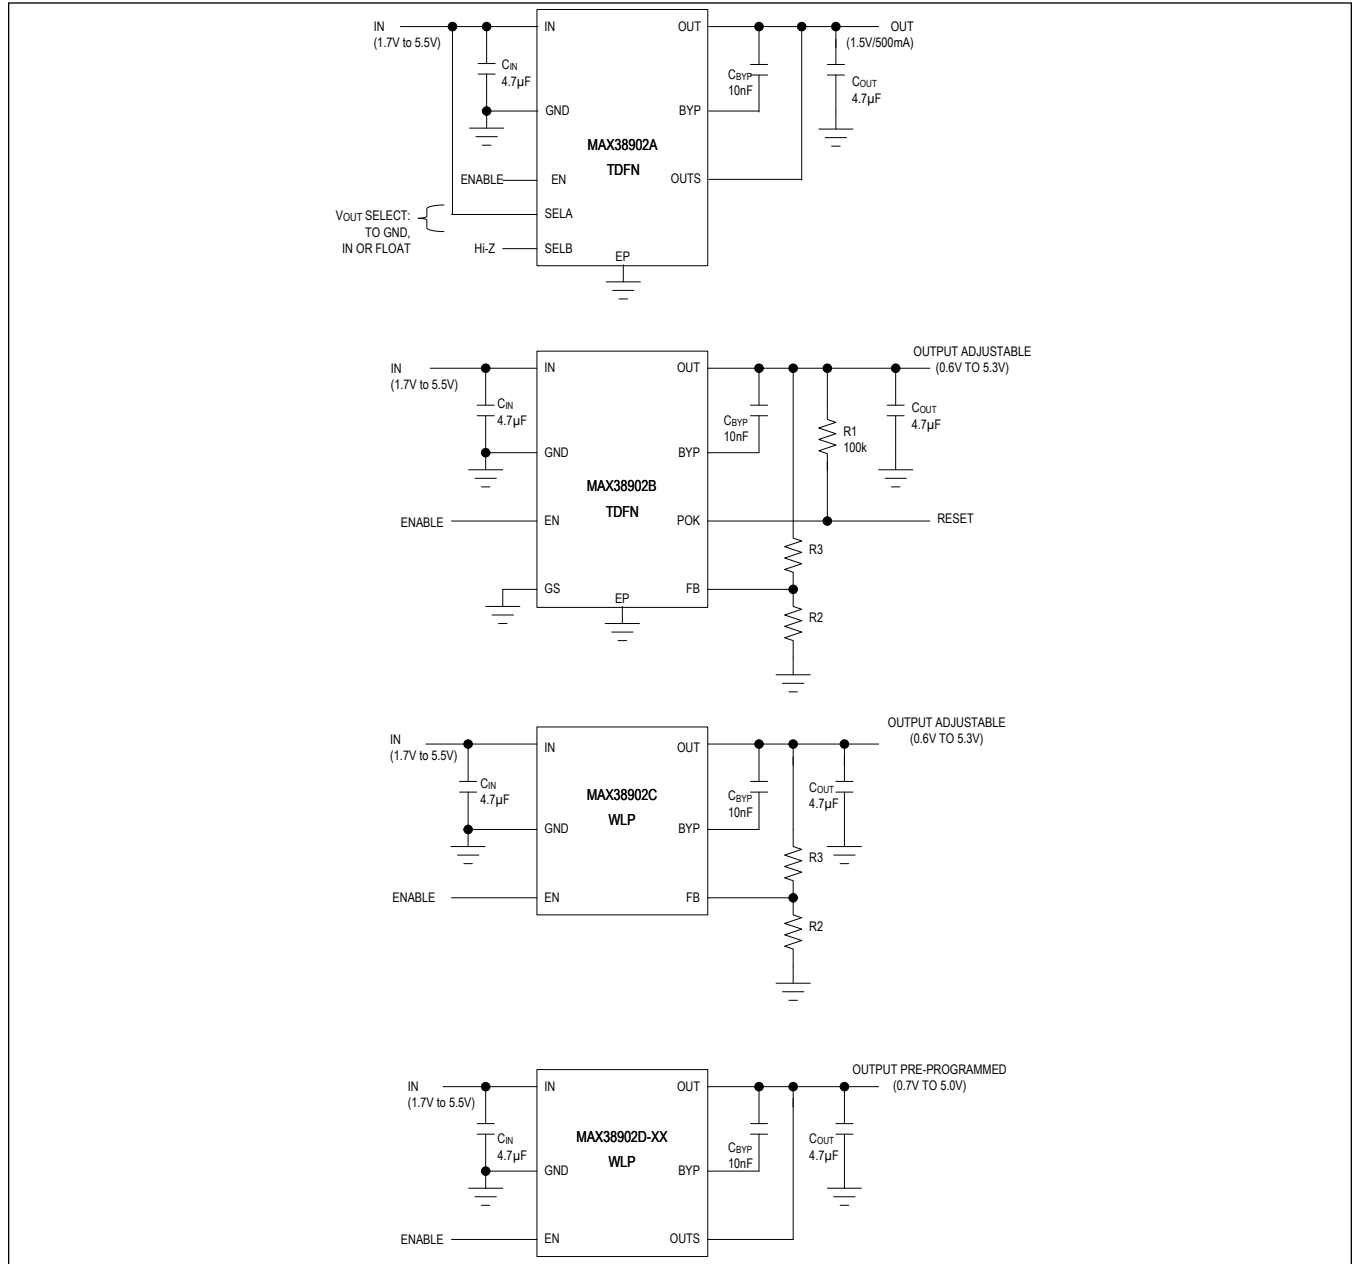 IN
(1.7V to 5.5V)
CIN
4.7µF
IN
GND
EN
SELA
SELB
EP
MAX38902A
TDFN
OUT
BYP
OUTS
CBYP
10nF
COUT
4.7µF
OUT
(1.5V/500mA)
ENABLE
VOUT SELECT:
TO GND,
IN OR FLOAT
Hi-Z
IN
(1.7V to 5.5V)
CIN
4.7µF
ENABLE
IN
GND
EN
GS
EP
MAX38902B
TDFN
OUT
BYP
POK
FB
CBYP
10nF
R1
100k
R3
R2
COUT
4.7µF
OUTPUT ADJUSTABLE
(0.6V TO 5.3V)
RESET
IN
(1.7V to 5.5V)
CIN
4.7µF
ENABLE
IN
GND
EN
MAX38902C
WLP
OUT
BYP
FB
CBYP
10nF
R3
R2
COUT
4.7µF
OUTPUT ADJUSTABLE
(0.6V TO 5.3V)
IN
(1.7V to 5.5V)
CIN
4.7µF
ENABLE
IN
GND
EN
MAX38902D-XX
WLP
OUT
BYP
OUTS
CBYP
10nF
COUT
4.7µF
OUTPUT PRE-PROGRAMMED
(0.7V TO 5.0V)